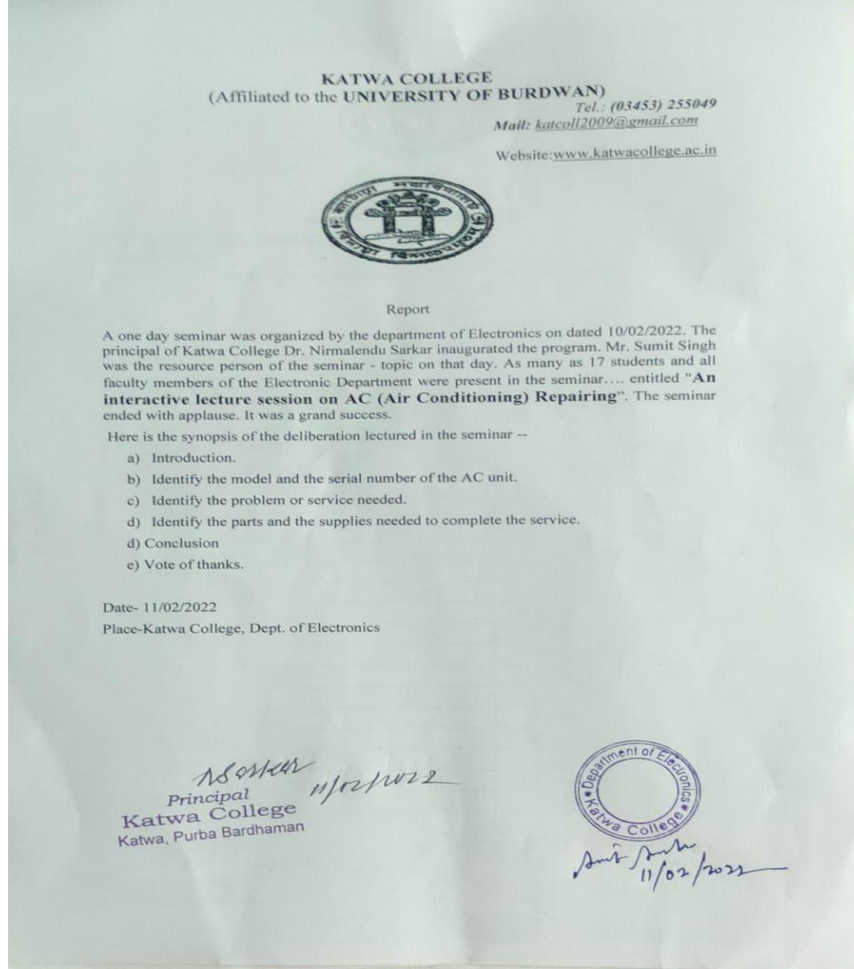 KATWA COLLEGE
(Affiliated to the UNIVERSITY OF BURDWAN)
Tel.: (03453) 255049
Mail: katcoll2009@gmail.com
Website:www.katwacollege.ac.in
Report
A one day seminar was organized by the department of Electronics on dated 10/02/2022. The
principal of Katwa College Dr. Nirmalendu Sarkar inaugurated the program. Mr. Sumit Singh
was the resource person of the seminar - topic on that day. As many as 17 students and all
faculty members of the Electronic Department were present in the seminar.... entitled "An
interactive lecture session on AC (Air Conditioning) Repairing". The seminar
ended with applause. It was a grand success.
Here is the synopsis of the deliberation lectured in the seminar --
a) Introduction.
b) Identify the model and the serial number of the AC unit.
c) Identify the problem or service needed.
d) Identify the parts and the supplies needed to complete the service.
d) Conclusion
e) Vote of thanks.
Date- 11/02/2022
Place-Katwa College, Dept. of Electronics
11/02/2022
Principal
Katwa College
Katwa, Purba Bardhaman
Department of Electronics
Katwa College
11/02/2022